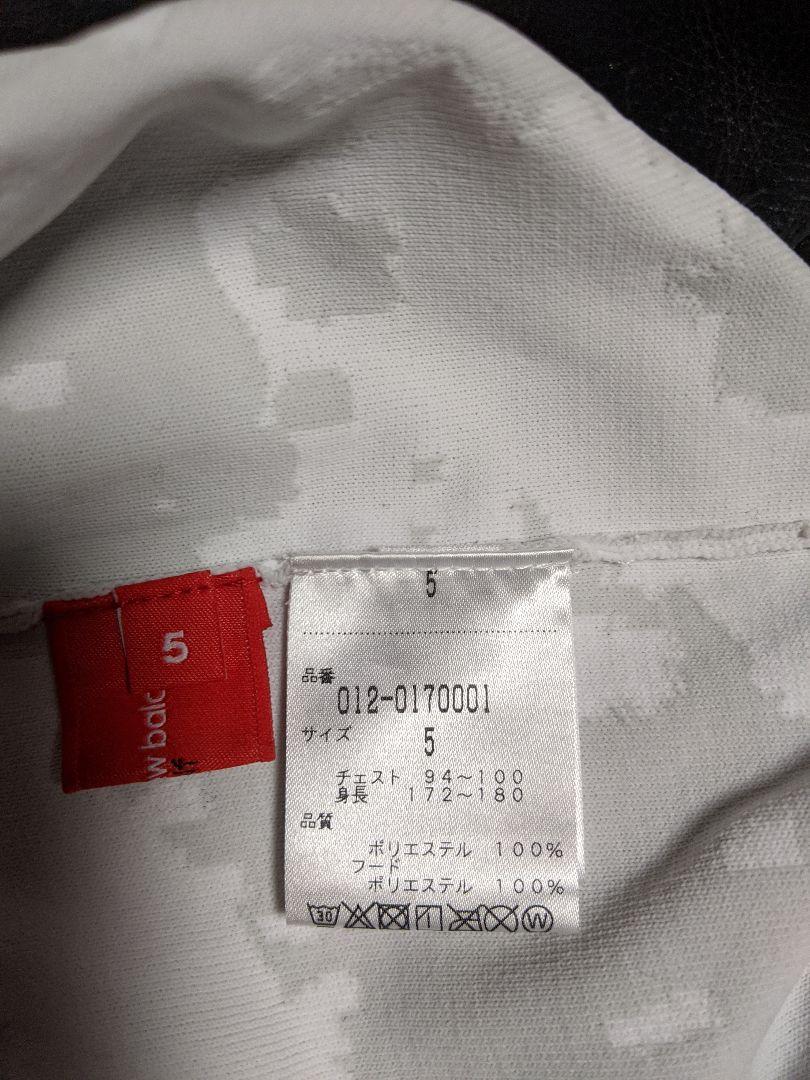 5
5
w balc
品番
012-0170001
サイズ
5
チェスト 94～100
身長 172～180
品質
ポリエステル 100%
フード
ポリエステル 100%
30
W